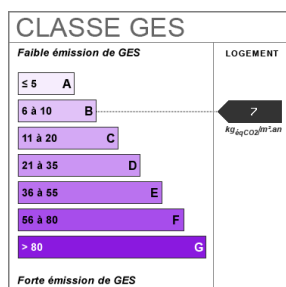 CLASSE GES
Faible émission de GES
LOGEMENT
≤ 5 A
6 à 10 B
7
kgéqCO2/m².an
11 à 20 C
21 à 35 D
36 à 55 E
56 à 80 F
> 80 G
Forte émission de GES